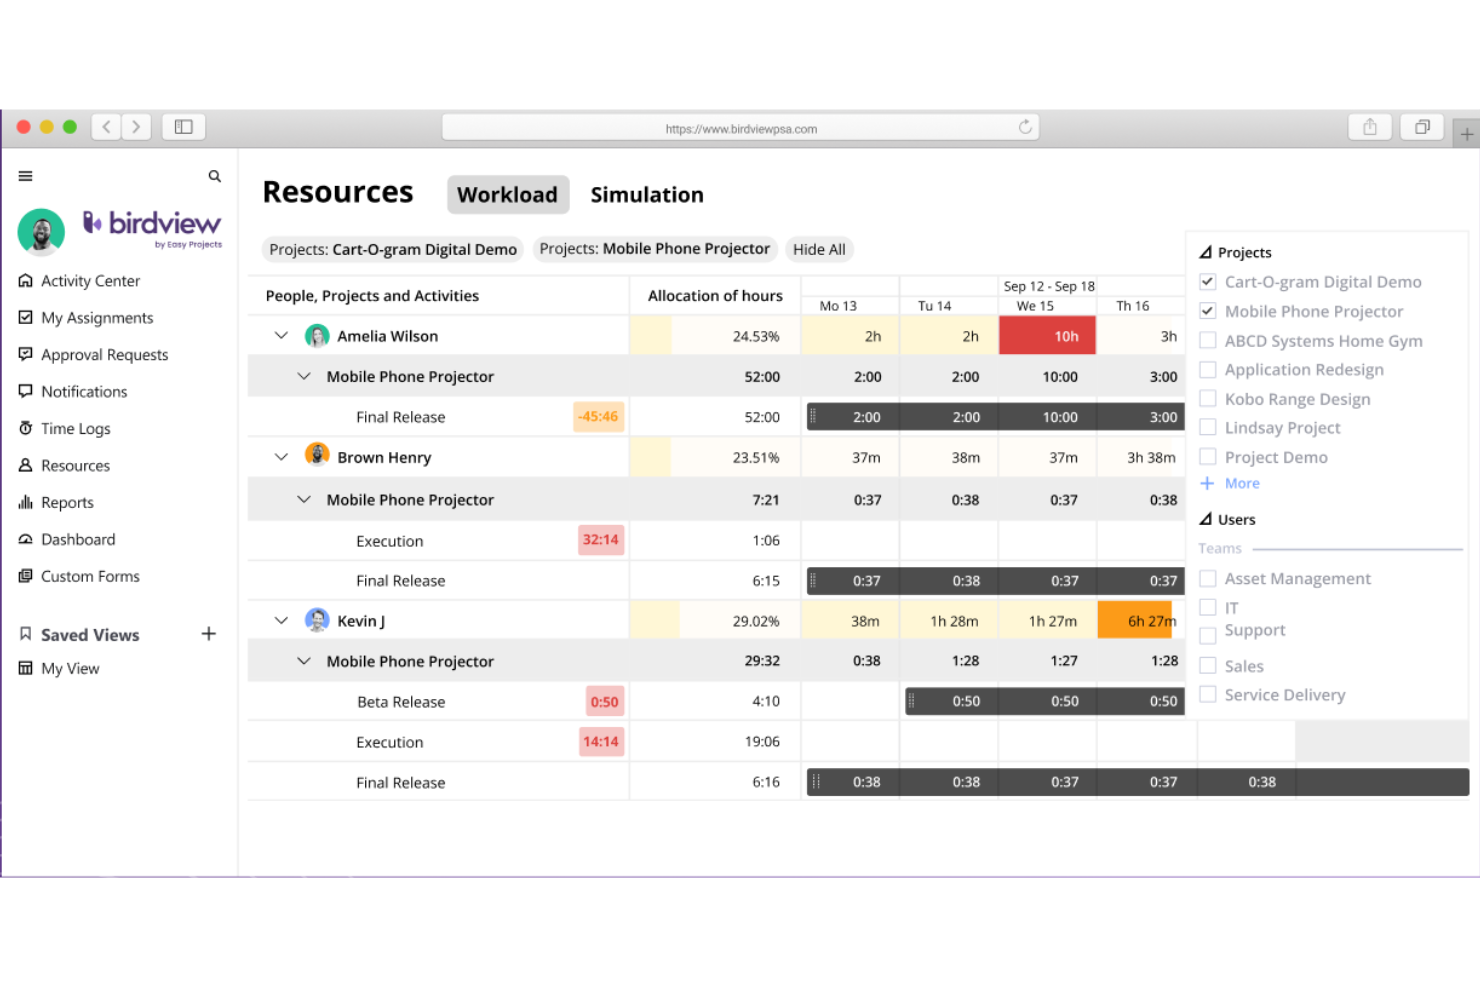 https://www.birdviewpsa.com
birdview
by Easy Projects
Activity Center
My Assignments
Approval Requests
Notifications
Time Logs
Resources
Reports
Dashboard
Custom Forms
Saved Views +
My View
Resources Workload Simulation
Projects: Cart-O-gram Digital Demo Projects: Mobile Phone Projector Hide All
People, Projects and Activities Allocation of hours Sep 12 - Sep 18
Mo 13 Tu 14 We 15 Th 16
Amelia Wilson 24.53% 2h 2h 10h 3h
Mobile Phone Projector 52:00 2:00 2:00 10:00 3:00
Final Release -45:46 52:00 2:00 2:00 10:00 3:00
Brown Henry 23.51% 37m 38m 37m 3h 38m
Mobile Phone Projector 7:21 0:37 0:38 0:37 0:38
Execution 32:14 1:06
Final Release 6:15 0:37 0:38 0:37 0:37
Kevin J 29.02% 38m 1h 28m 1h 27m 6h 27m
Mobile Phone Projector 29:32 0:38 1:28 1:27 1:28
Beta Release 0:50 4:10 0:50 0:50 0:50
Execution 14:14 19:06
Final Release 6:16 0:38 0:38 0:37 0:37 0:38
Projects
Cart-O-gram Digital Demo
Mobile Phone Projector
ABCD Systems Home Gym
Application Redesign
Kobo Range Design
Lindsay Project
Project Demo
+ More
Users
Teams
Asset Management
IT
Support
Sales
Service Delivery